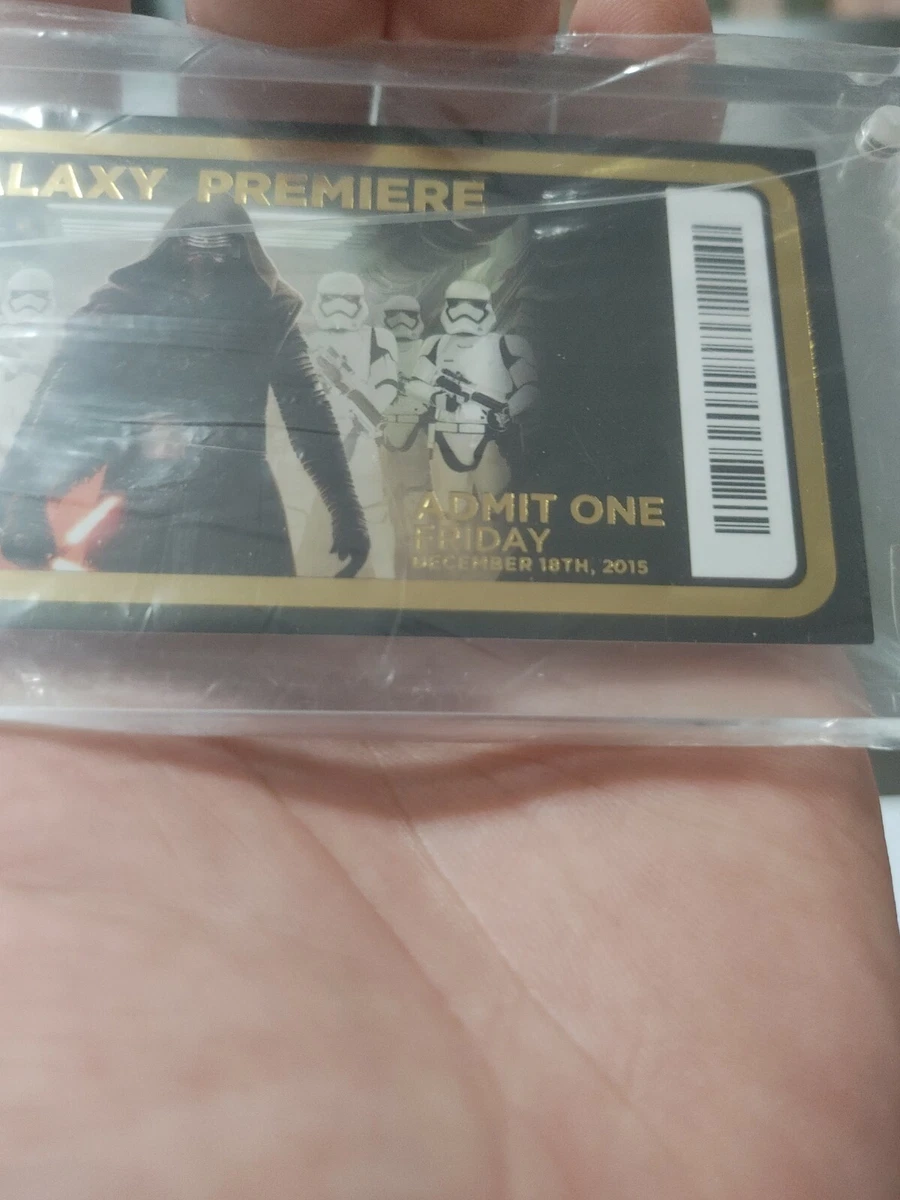 ALAXY PREMIERE
ADMIT ONE
FRIDAY
DECEMBER 18TH, 2015